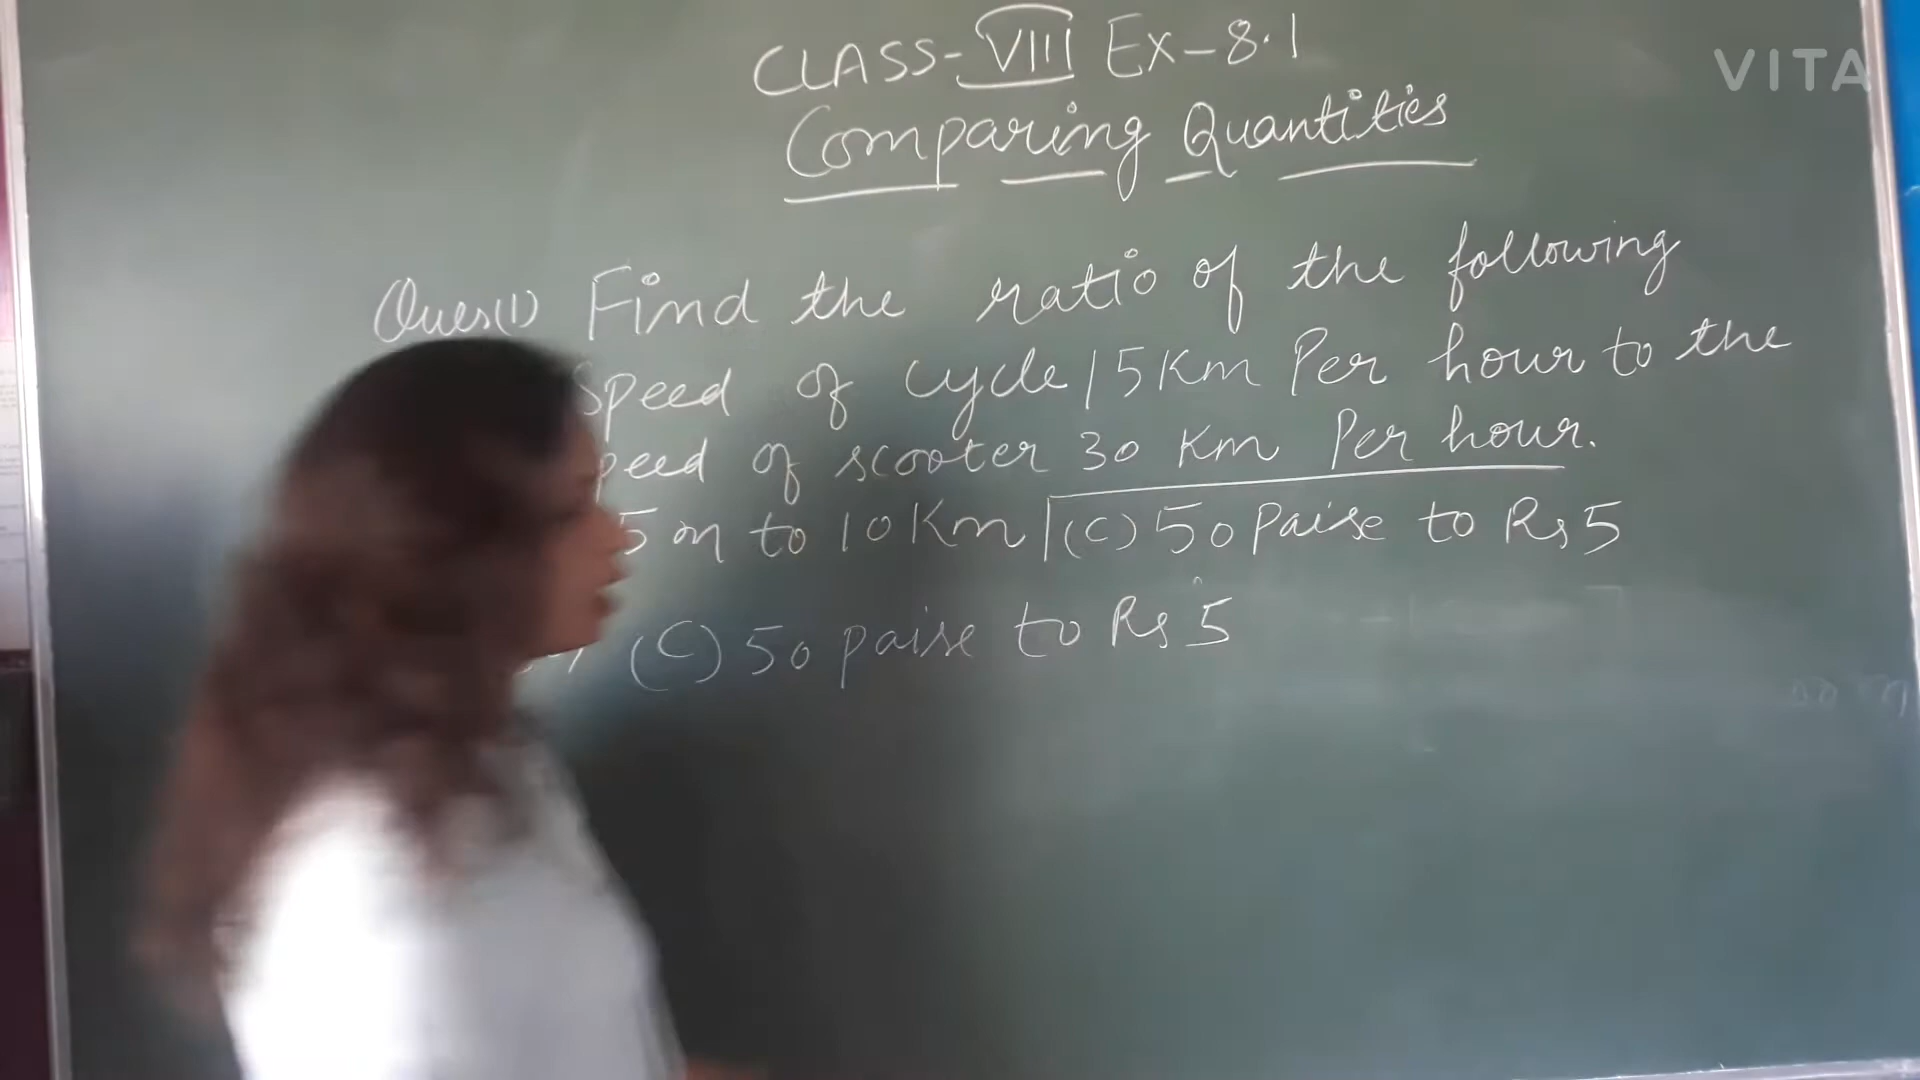 CLASS-VIII Ex-8.1
VITA
Comparing Quantities
Ques(1) Find the ratio of the following
Speed of cycle 15 Km Per hour to the
peed of scooter 30 Km Per hour.
5 m to 10 Km (C) 50 Paise to Rs 5
(C) 50 paise to Rs 5